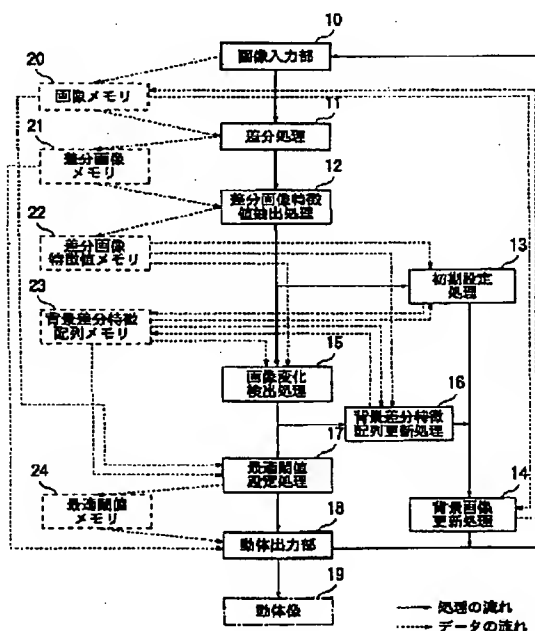 10
画像入力部
20
画像メモリ
11
差分処理
21
差分画像
メモリ
12
差分画像特徴
値抽出処理
22
差分画像
特徴値メモリ
13
初期設定
処理
23
背景差分特徴
配列メモリ
15
画像変化
検出処理
16
背景差分特徴
配列更新処理
17
最適閾値
設定処理
24
最適閾値
メモリ
14
背景画像
更新処理
18
動体出力部
19
動体像
処理の流れ
データの流れ